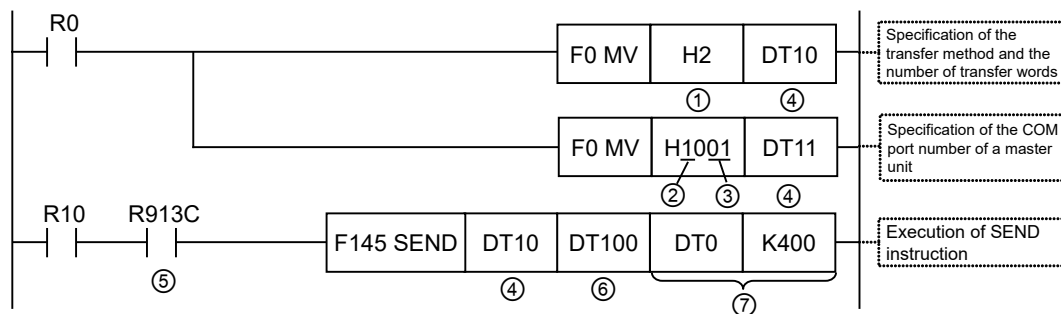 R0
F0 MV H2 DT10
① ④
Specification of the
transfer method and the
number of transfer words
F0 MV H1001 DT11
② ③ ④
Specification of the COM
port number of a master
unit
R10 R913C
⑤
F145 SEND DT10 DT100 DT0 K400
④ ⑥ ⑦
Execution of SEND
instruction